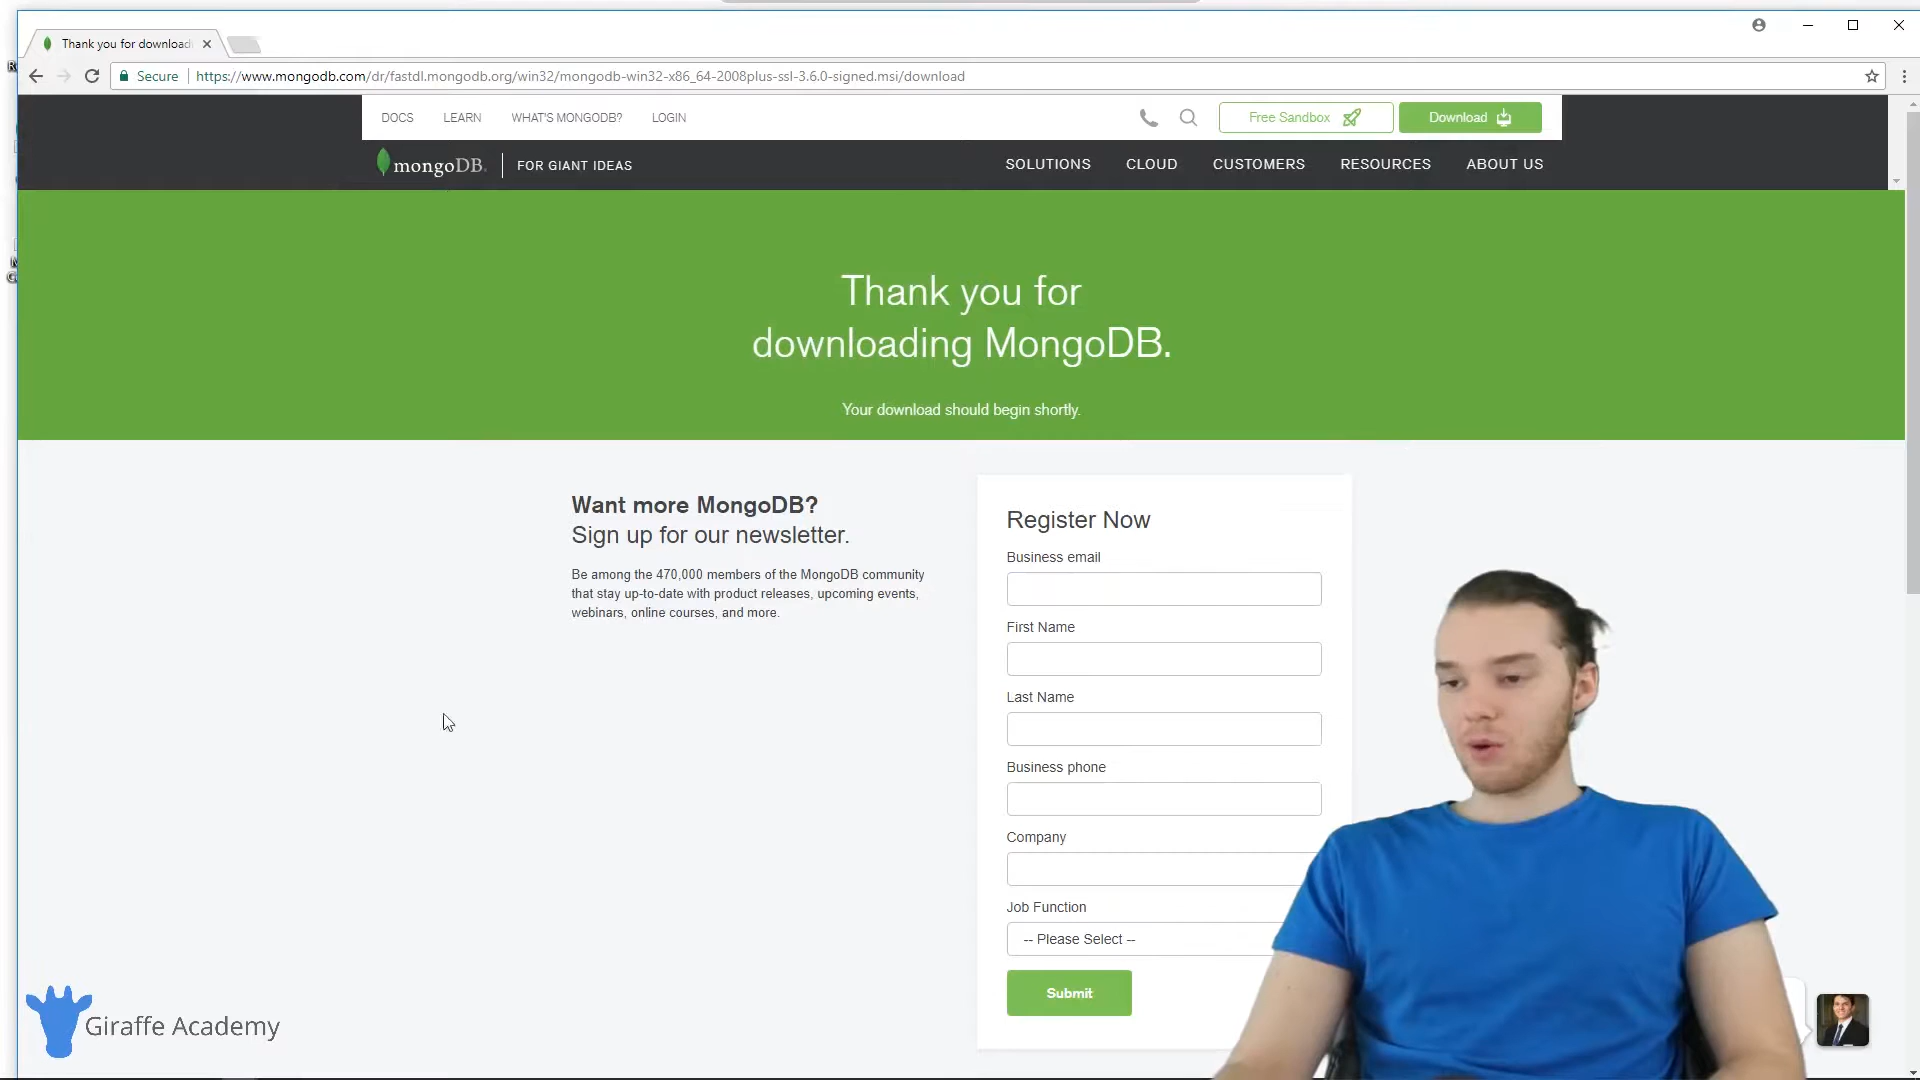 Thank you for downloadi
Secure
https://www.mongodb.com/dr/fastdl.mongodb.org/win32/mongodb-win32-x86_64-2008plus-ssl-3.6.0-signed.msi/download
DOCS LEARN WHAT'S MONGODB? LOGIN Free Sandbox Download
mongoDB. FOR GIANT IDEAS SOLUTIONS CLOUD CUSTOMERS RESOURCES ABOUT US
Thank you for
downloading MongoDB.
Your download should begin shortly.
Want more MongoDB?
Sign up for our newsletter.
Be among the 470,000 members of the MongoDB community
that stay up-to-date with product releases, upcoming events,
webinars, online courses, and more.
Register Now
Business email
First Name
Last Name
Business phone
Company
Job Function
-- Please Select --
Submit
Giraffe Academy